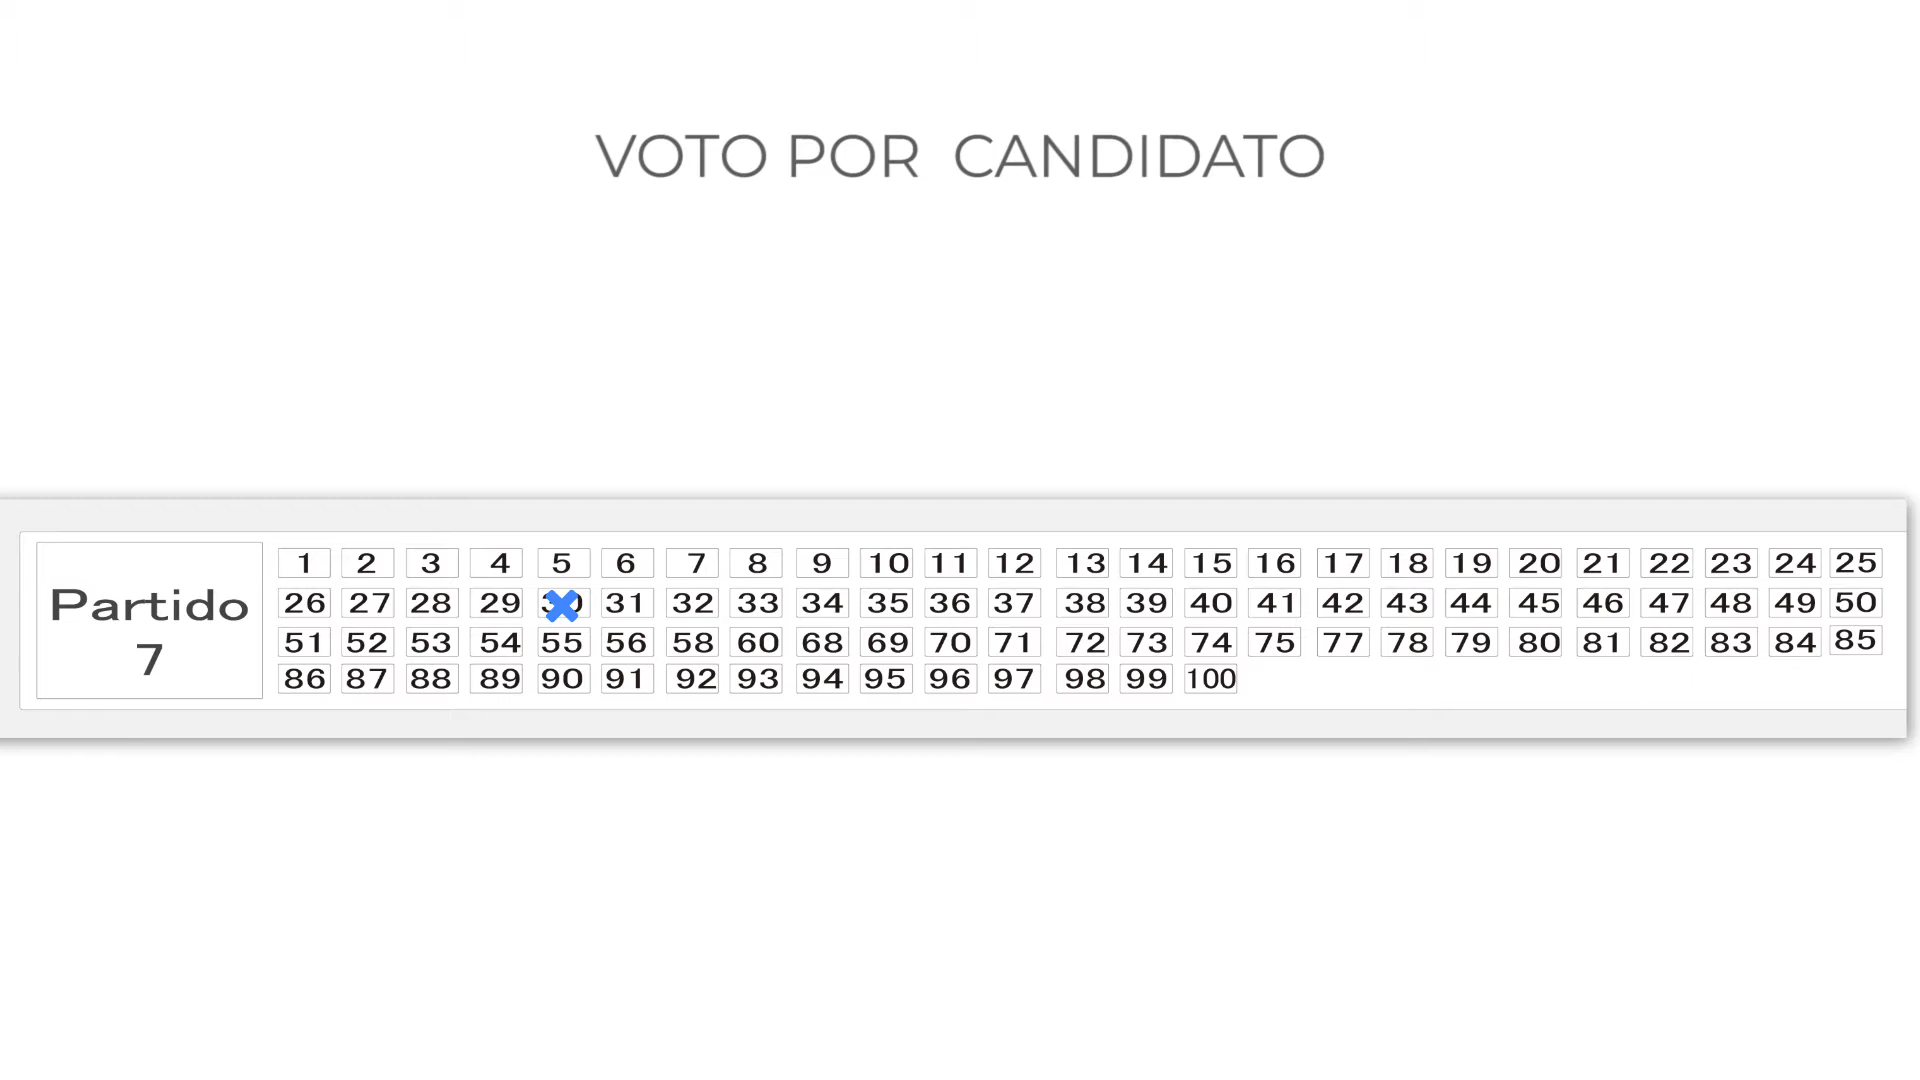 VOTO POR CANDIDATO
Partido
7
1 2 3 4 5 6 7 8 9 10 11 12 13 14 15 16 17 18 19 20 21 22 23 24 25
26 27 28 29 31 32 33 34 35 36 37 38 39 40 41 42 43 44 45 46 47 48 49 50
51 52 53 54 55 56 58 60 68 69 70 71 72 73 74 75 77 78 79 80 81 82 83 84 85
86 87 88 89 90 91 92 93 94 95 96 97 98 99 100